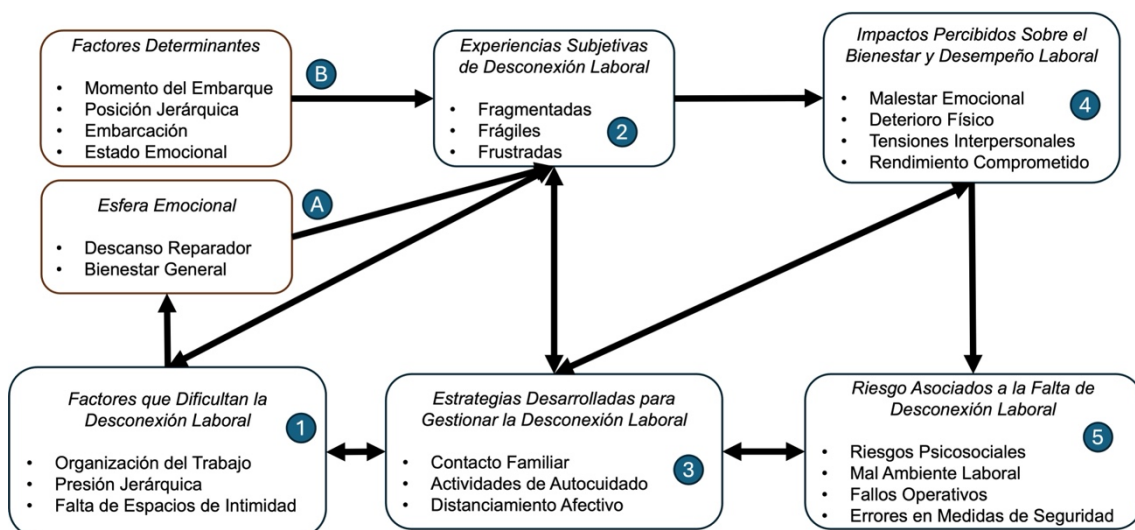 Factores Determinantes
• Momento del Embarque
• Posición Jerárquica
• Embarcación
• Estado Emocional
B
Experiencias Subjetivas
de Desconexión Laboral
• Fragmentadas
• Frágiles
• Frustradas
2
Impactos Percibidos Sobre el
Bienestar y Desempeño Laboral
• Malestar Emocional
• Deterioro Físico
• Tensiones Interpersonales
• Rendimiento Comprometido
4
Esfera Emocional
• Descanso Reparador
• Bienestar General
A
Factores que Dificultan la
Desconexión Laboral
1
• Organización del Trabajo
• Presión Jerárquica
• Falta de Espacios de Intimidad
Estrategias Desarrolladas para
Gestionar la Desconexión Laboral
• Contacto Familiar
• Actividades de Autocuidado
• Distanciamiento Afectivo
3
Riesgo Asociados a la Falta de
Desconexión Laboral
5
• Riesgos Psicosociales
• Mal Ambiente Laboral
• Fallos Operativos
• Errores en Medidas de Seguridad